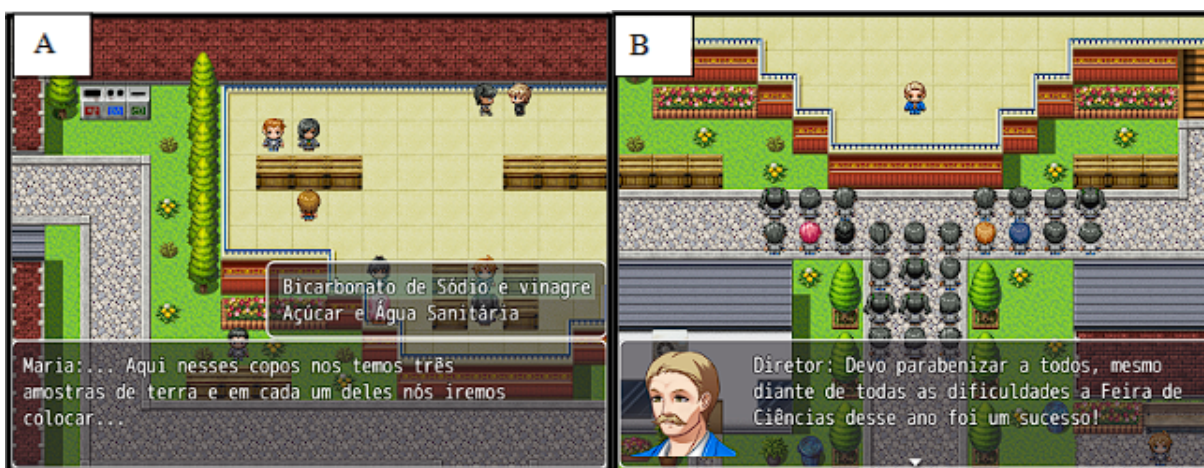 A
Bicarbonato de Sódio e vinagre
Açúcar e Água Sanitária
Maria:... Aqui nesses copos nos temos três
amostras de terra e em cada um deles nós iremos
colocar...
B
Diretor: Devo parabenizar a todos, mesmo
diante de todas as dificuldades a Feira de
Ciências desse ano foi um sucesso!